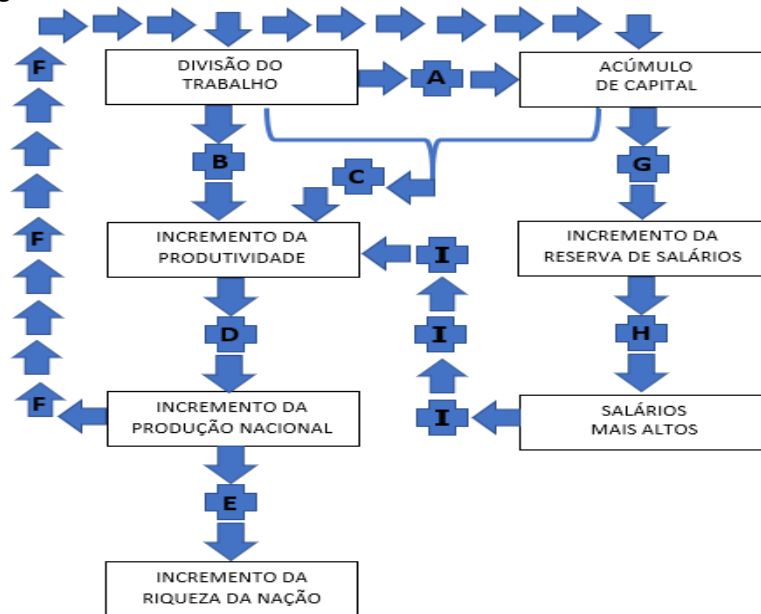 F
DIVISÃO DO
TRABALHO
A
ACÚMULO
DE CAPITAL
B
C
G
F
INCREMENTO DA
PRODUTIVIDADE
I
INCREMENTO DA
RESERVA DE SALÁRIOS
D
I
H
F
INCREMENTO DA
PRODUÇÃO NACIONAL
I
SALÁRIOS
MAIS ALTOS
E
INCREMENTO DA
RIQUEZA DA NAÇÃO